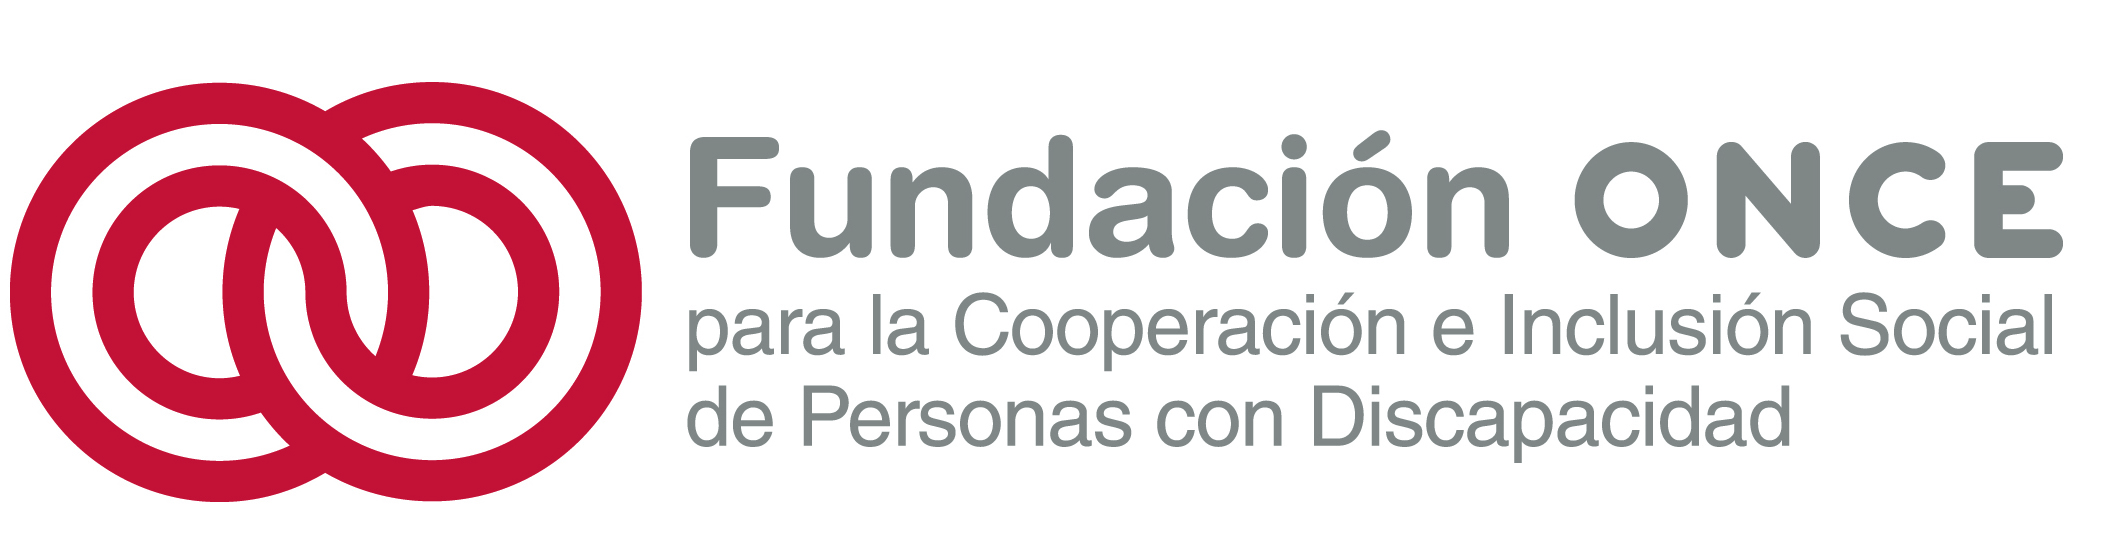 Fundación ONCE
para la Cooperación e Inclusión Social
de Personas con Discapacidad